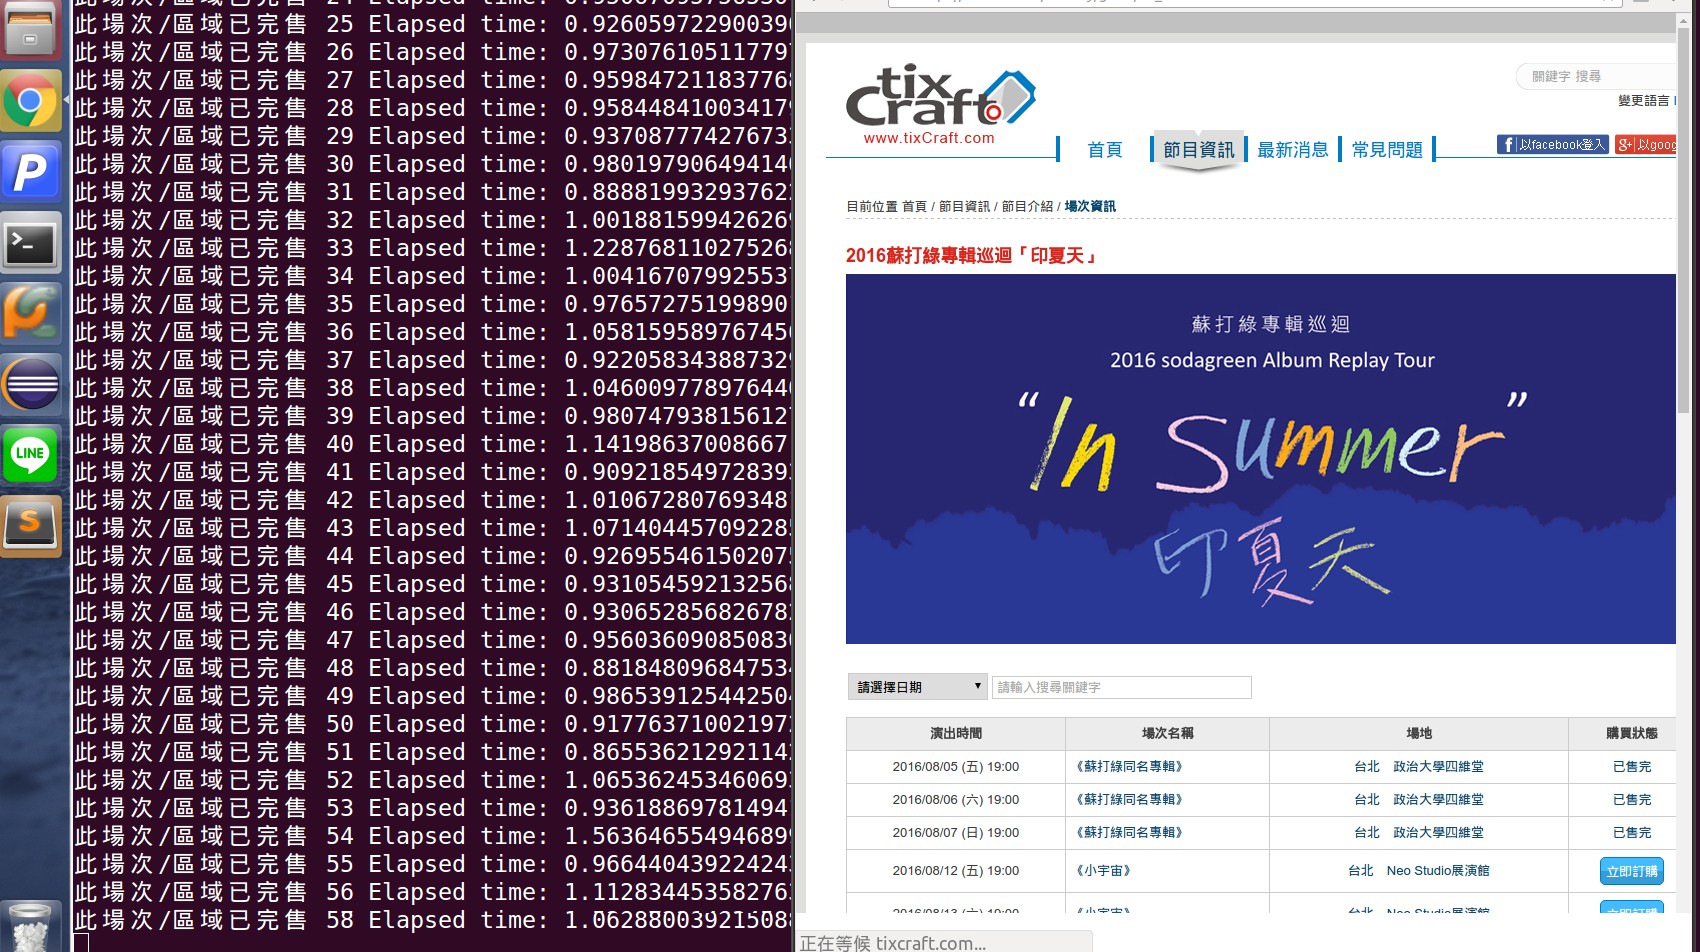 此場次/區域已完售 25 Elapsed time: 0.926059722900390
此場次/區域已完售 26 Elapsed time: 0.97307610511779
此場次/區域已完售 27 Elapsed time: 0.95984721183776
此場次/區域已完售 28 Elapsed time: 0.95844841003417
此場次/區域已完售 29 Elapsed time: 0.93708777427673
此場次/區域已完售 30 Elapsed time: 0.98019790649414
此場次/區域已完售 31 Elapsed time: 0.88881993293762
此場次/區域已完售 32 Elapsed time: 1.00188159942626
此場次/區域已完售 33 Elapsed time: 1.22876811027526
此場次/區域已完售 34 Elapsed time: 1.00416707992553
此場次/區域已完售 35 Elapsed time: 0.97657275199890
此場次/區域已完售 36 Elapsed time: 1.05815958976745
此場次/區域已完售 37 Elapsed time: 0.92205834388732
此場次/區域已完售 38 Elapsed time: 1.04600977897644
此場次/區域已完售 39 Elapsed time: 0.98074793815612
此場次/區域已完售 40 Elapsed time: 1.14198637008667
此場次/區域已完售 41 Elapsed time: 0.90921854972839
此場次/區域已完售 42 Elapsed time: 1.01067280769348
此場次/區域已完售 43 Elapsed time: 1.07140445709228
此場次/區域已完售 44 Elapsed time: 0.92695546150207
此場次/區域已完售 45 Elapsed time: 0.93105459213256
此場次/區域已完售 46 Elapsed time: 0.93065285682678
此場次/區域已完售 47 Elapsed time: 0.95603609085083
此場次/區域已完售 48 Elapsed time: 0.88184809684753
此場次/區域已完售 49 Elapsed time: 0.98653912544250
此場次/區域已完售 50 Elapsed time: 0.91776371002197
此場次/區域已完售 51 Elapsed time: 0.86553621292114
此場次/區域已完售 52 Elapsed time: 1.06536245346069
此場次/區域已完售 53 Elapsed time: 0.93618869781494
此場次/區域已完售 54 Elapsed time: 1.56364655494689
此場次/區域已完售 55 Elapsed time: 0.96644043922424
此場次/區域已完售 56 Elapsed time: 1.11283445358276
此場次/區域已完售 58 Elapsed time: 1.06288003921508
LINE
tixCraft
www.tixCraft.com
關鍵字 搜尋
變更語言
首頁 節目資訊 最新消息 常見問題
以facebook登入 g+ 以goog
目前位置 首頁 / 節目資訊 / 節目介紹 / 場次資訊
2016蘇打綠專輯巡迴「印夏天」
蘇打綠專輯巡迴
2016 sodagreen Album Replay Tour
“In Summer”
印夏天
請選擇日期 請輸入搜尋關鍵字
演出時間 場次名稱 場地 購買狀態
2016/08/05 (五) 19:00 《蘇打綠同名專輯》 台北 政治大學四維堂 已售完
2016/08/06 (六) 19:00 《蘇打綠同名專輯》 台北 政治大學四維堂 已售完
2016/08/07 (日) 19:00 《蘇打綠同名專輯》 台北 政治大學四維堂 已售完
2016/08/12 (五) 19:00 《小宇宙》 台北 Neo Studio展演館 立即訂購
2016/08/13 (六) 19:00 《小宇宙》 台北 Neo Studio展演館 立即訂購
正在等候 tixcraft.com...